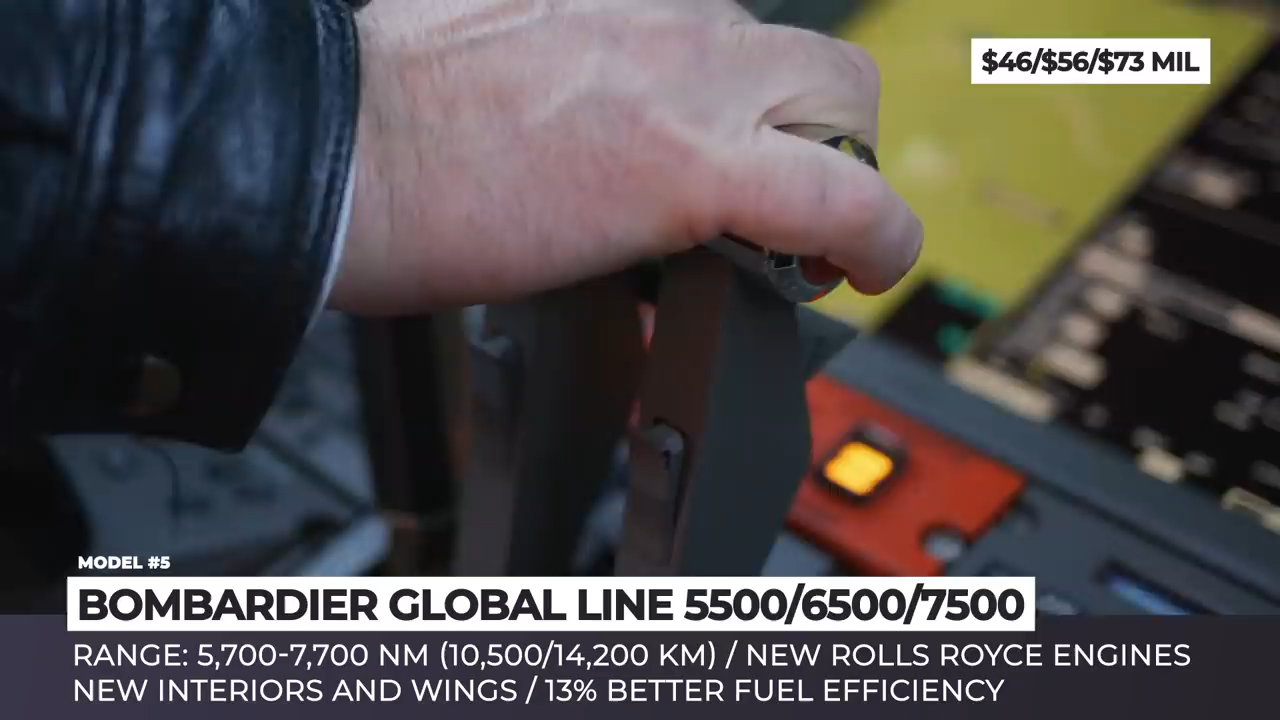 $46/$56/$73 MIL
MODEL #5
BOMBARDIER GLOBAL LINE 5500/6500/7500
RANGE: 5,700-7,700 NM (10,500/14,200 KM) / NEW ROLLS ROYCE ENGINES
NEW INTERIORS AND WINGS / 13% BETTER FUEL EFFICIENCY